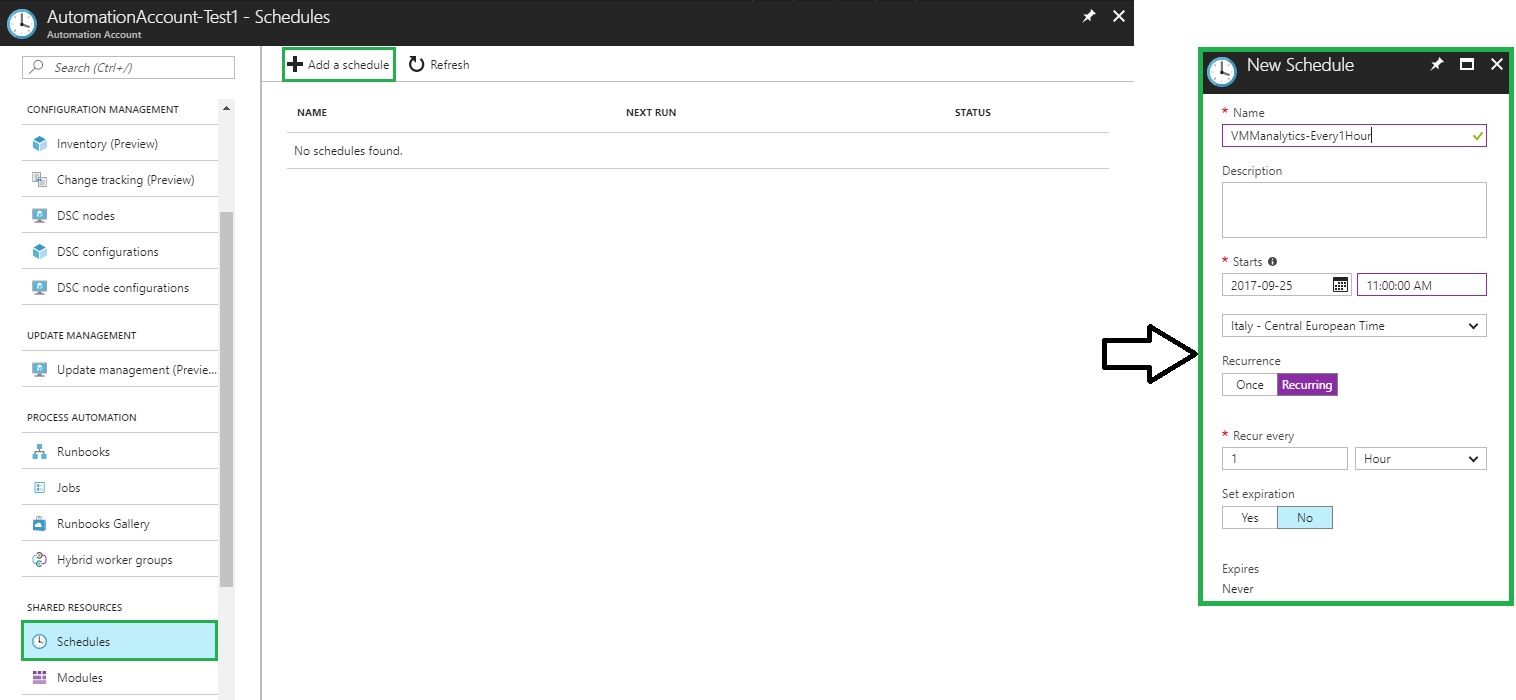 AutomationAccount-Test1 - Schedules
Automation Account
Search (Ctrl+/)
CONFIGURATION MANAGEMENT
Inventory (Preview)
Change tracking (Preview)
DSC nodes
DSC configurations
DSC node configurations
UPDATE MANAGEMENT
Update management (Previe...
PROCESS AUTOMATION
Runbooks
Jobs
Runbooks Gallery
Hybrid worker groups
SHARED RESOURCES
Schedules
Modules
Add a schedule Refresh
NAME NEXT RUN STATUS
No schedules found.
New Schedule
* Name
VMManalytics-Every1Hour
Description
* Starts
2017-09-25 11:00:00 AM
Italy - Central European Time
Recurrence
Once Recurring
* Recur every
1 Hour
Set expiration
Yes No
Expires
Never